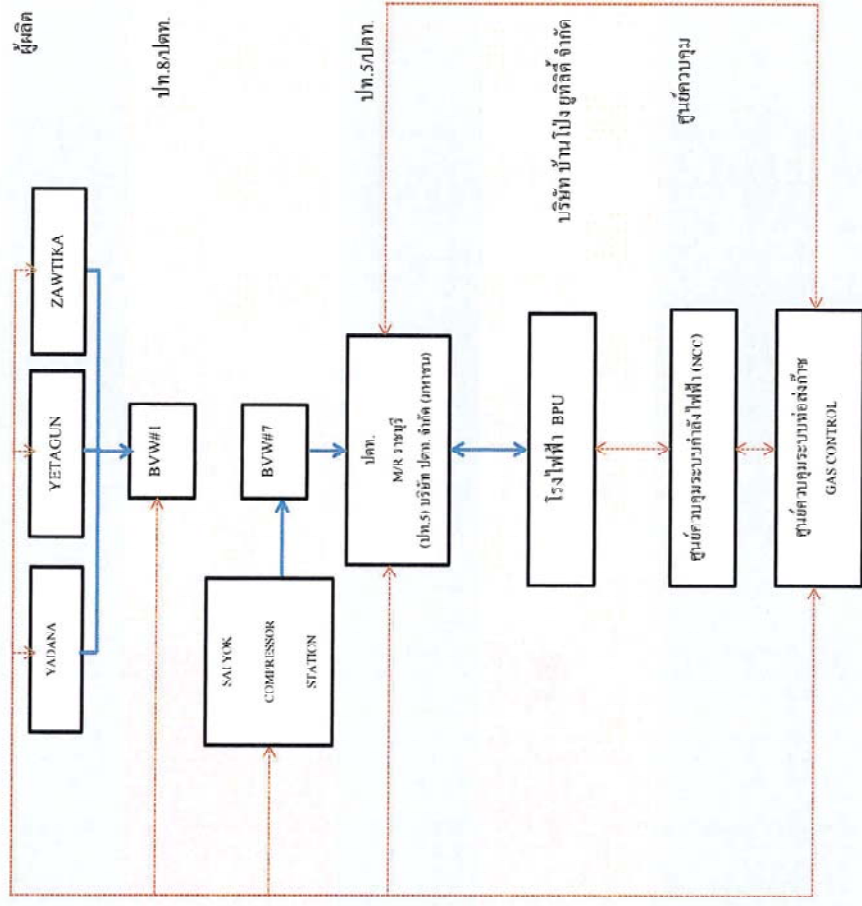 ผู้ผลิต
YADANA
YETAGUN
ZAWTIKA
ปท.8/ปตท.
BVW#1
SAI YOK
COMPRESSOR
STATION
BVW#7
ปท.5/ปตท.
ปตท.
M/R ราชบุรี
(ปท.5) บริษัท ปตท. จำกัด (มหาชน)
บริษัท บ้านโป่ง ยูทิลิตี้ จำกัด
โรงไฟฟ้า BPU
ศูนย์ควบคุม
ศูนย์ควบคุมระบบกำลังไฟฟ้า (NCC)
ศูนย์ควบคุมระบบท่อส่งก๊าซ
GAS CONTROL